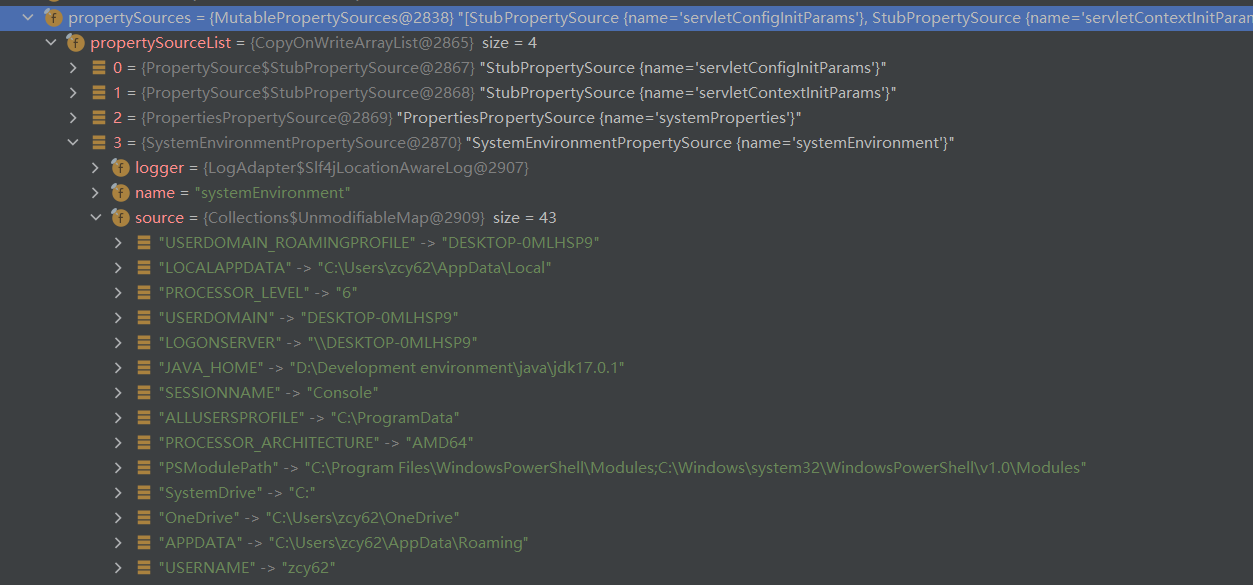 propertySources = {MutablePropertySources@2838} "[StubPropertySource {name='servletConfigInitParams'}, StubPropertySource {name='servletContextInitParam
propertySourceList = {CopyOnWriteArrayList@2865} size = 4
0 = {PropertySource$StubPropertySource@2867} "StubPropertySource {name='servletConfigInitParams'}"
1 = {PropertySource$StubPropertySource@2868} "StubPropertySource {name='servletContextInitParams'}"
2 = {PropertiesPropertySource@2869} "PropertiesPropertySource {name='systemProperties'}"
3 = {SystemEnvironmentPropertySource@2870} "SystemEnvironmentPropertySource {name='systemEnvironment'}"
logger = {LogAdapter$Slf4jLocationAwareLog@2907}
name = "systemEnvironment"
source = {Collections$UnmodifiableMap@2909} size = 43
"USERDOMAIN_ROAMINGPROFILE" -> "DESKTOP-0MLHSP9"
"LOCALAPPDATA" -> "C:\Users\zcy62\AppData\Local"
"PROCESSOR_LEVEL" -> "6"
"USERDOMAIN" -> "DESKTOP-0MLHSP9"
"LOGONSERVER" -> "\\DESKTOP-0MLHSP9"
"JAVA_HOME" -> "D:\Development environment\java\jdk17.0.1"
"SESSIONNAME" -> "Console"
"ALLUSERSPROFILE" -> "C:\ProgramData"
"PROCESSOR_ARCHITECTURE" -> "AMD64"
"PSModulePath" -> "C:\Program Files\WindowsPowerShell\Modules;C:\Windows\system32\WindowsPowerShell\v1.0\Modules"
"SystemDrive" -> "C:"
"OneDrive" -> "C:\Users\zcy62\OneDrive"
"APPDATA" -> "C:\Users\zcy62\AppData\Roaming"
"USERNAME" -> "zcy62"